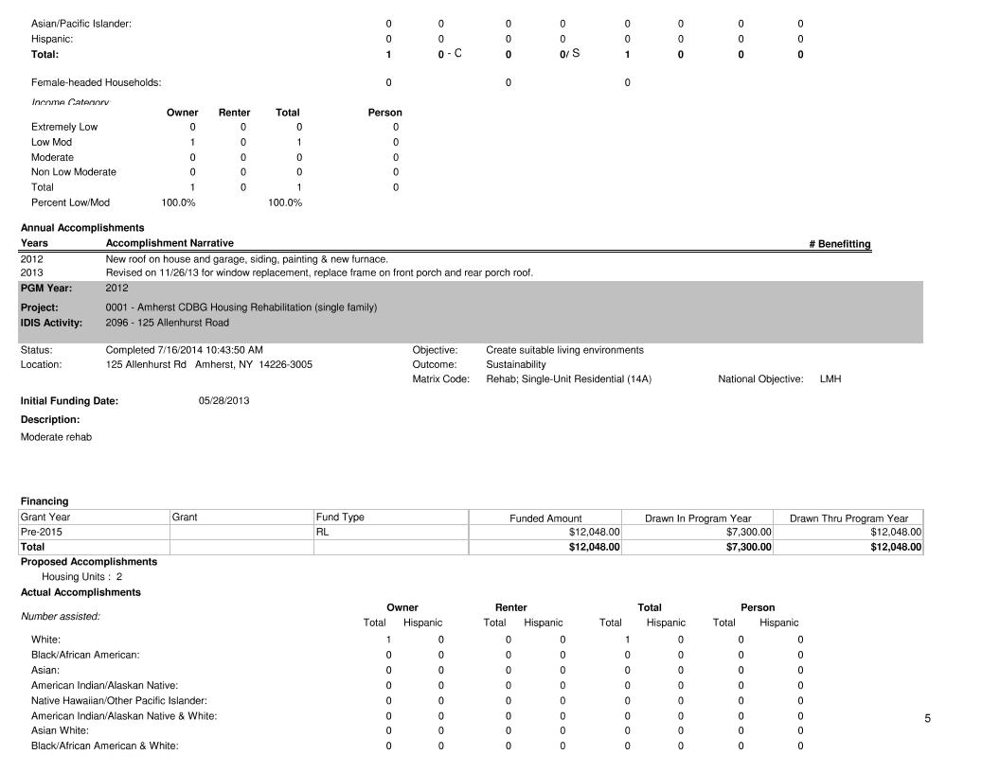 Asian/Pacific Islander: 0 0 0 0 0 0 0 0
Hispanic: 0 0 0 0 0 0 0 0
Total: 1 0 - C 0 0/ S 1 0 0 0
Female-headed Households: 0 0 0
Income Category:
Owner Renter Total Person
Extremely Low 0 0 0 0
Low Mod 1 0 1 0
Moderate 0 0 0 0
Non Low Moderate 0 0 0 0
Total 1 0 1 0
Percent Low/Mod 100.0% 100.0%
Annual Accomplishments
Years Accomplishment Narrative # Benefitting
2012 New roof on house and garage, siding, painting & new furnace.
2013 Revised on 11/26/13 for window replacement, replace frame on front porch and rear porch roof.
PGM Year: 2012
Project: 0001 - Amherst CDBG Housing Rehabilitation (single family)
IDIS Activity: 2096 - 125 Allenhurst Road
Status: Completed 7/16/2014 10:43:50 AM Objective: Create suitable living environments
Location: 125 Allenhurst Rd Amherst, NY 14226-3005 Outcome: Sustainability
Matrix Code: Rehab; Single-Unit Residential (14A) National Objective: LMH
Initial Funding Date: 05/28/2013
Description:
Moderate rehab
Financing
Grant Year Grant Fund Type Funded Amount Drawn In Program Year Drawn Thru Program Year
Pre-2015 RL $12,048.00 $7,300.00 $12,048.00
Total $12,048.00 $7,300.00 $12,048.00
Proposed Accomplishments
Housing Units : 2
Actual Accomplishments
Owner Renter Total Person
Number assisted: Total Hispanic Total Hispanic Total Hispanic Total Hispanic
White: 1 0 0 0 1 0 0 0
Black/African American: 0 0 0 0 0 0 0 0
Asian: 0 0 0 0 0 0 0 0
American Indian/Alaskan Native: 0 0 0 0 0 0 0 0
Native Hawaiian/Other Pacific Islander: 0 0 0 0 0 0 0 0
American Indian/Alaskan Native & White: 0 0 0 0 0 0 0 0
Asian White: 0 0 0 0 0 0 0 0
Black/African American & White: 0 0 0 0 0 0 0 0
5